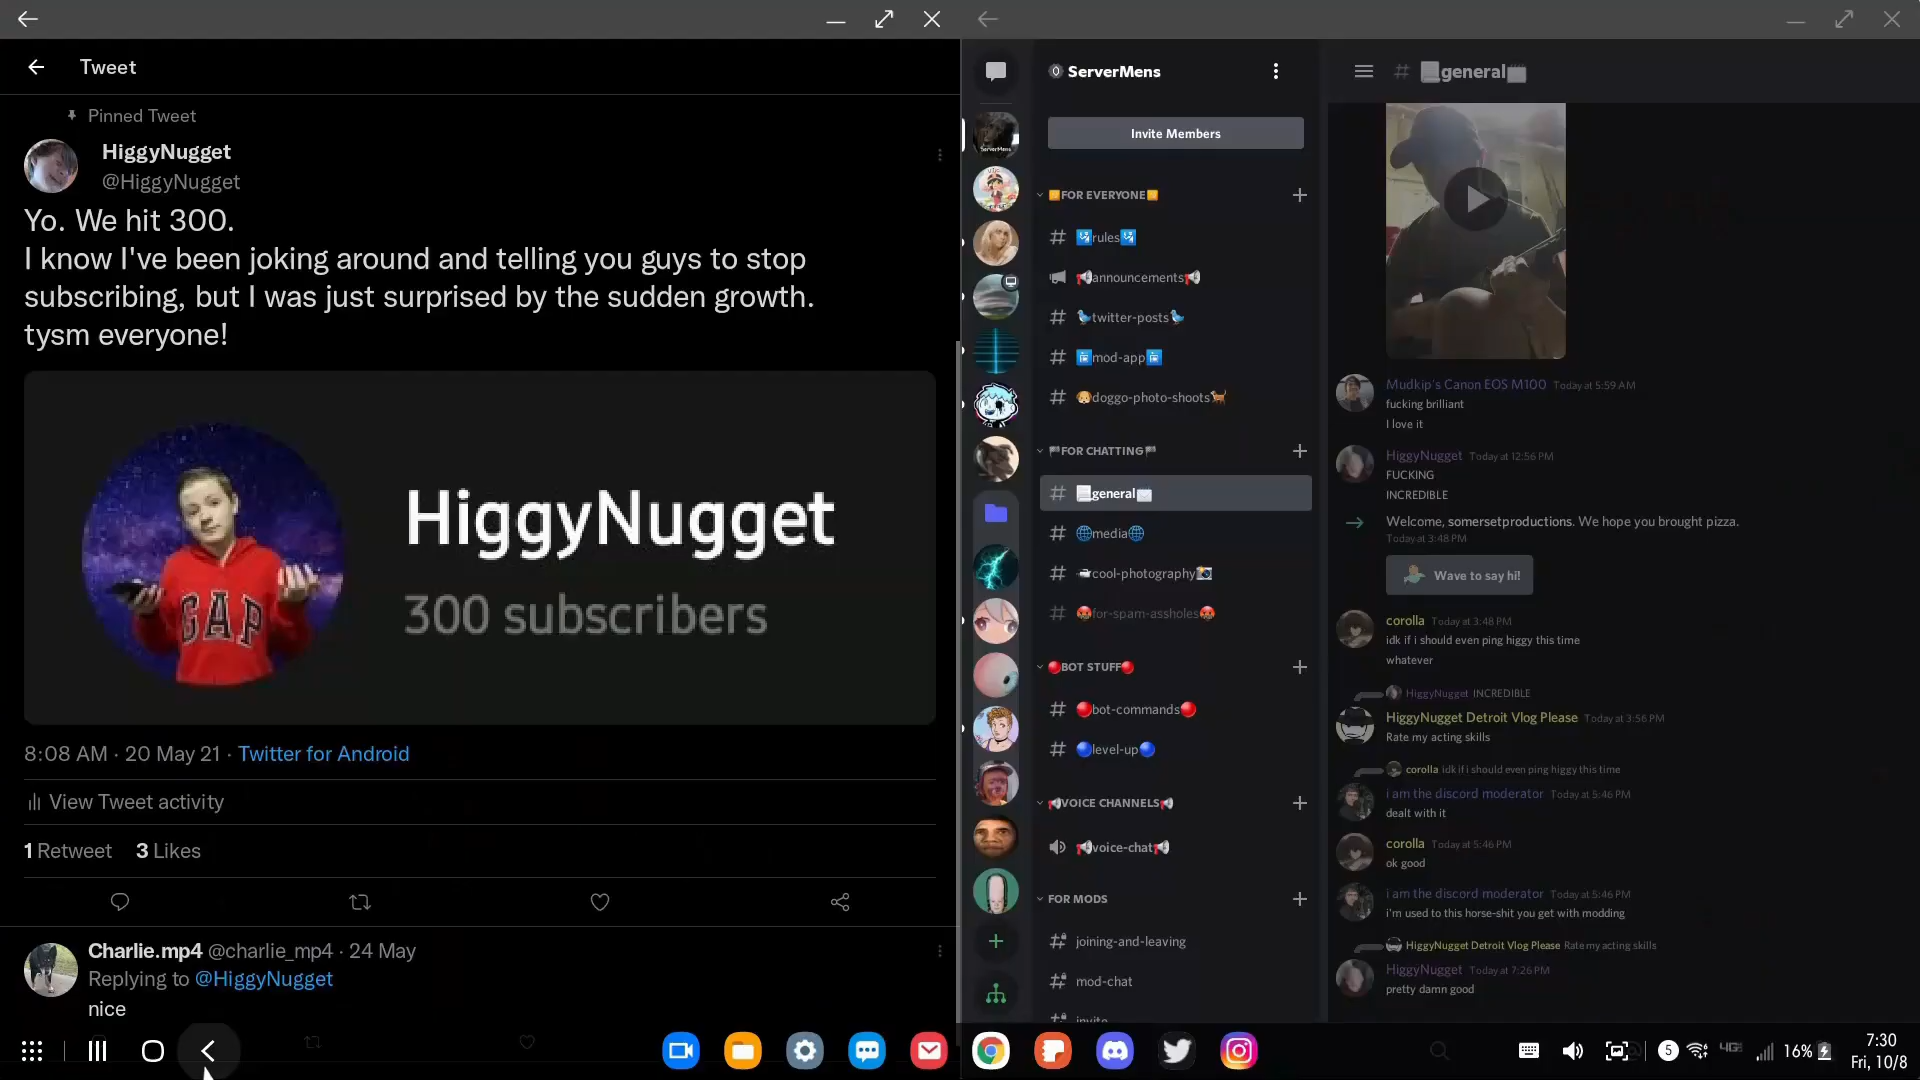 Tweet
Pinned Tweet
HiggyNugget
@HiggyNugget
Yo. We hit 300.
I know I've been joking around and telling you guys to stop
subscribing, but I was just surprised by the sudden growth.
tysm everyone!
GAP
HiggyNugget
300 subscribers
8:08 AM · 20 May 21 · Twitter for Android
View Tweet activity
1 Retweet 3 Likes
Charlie.mp4 @charlie_mp4 · 24 May
Replying to @HiggyNugget
nice
ServerMens
Invite Members
FOR EVERYONE
rules
announcements
twitter-posts
mod-app
doggo-photo-shoots
FOR CHATTING
general
media
cool-photography
for-spam-assholes
BOT STUFF
bot-commands
level-up
VOICE CHANNELS
voice-chat
FOR MODS
joining-and-leaving
mod-chat
invite
# general
Mudkip's Canon EOS M100 Today at 5:59 AM
fucking brilliant
I love it
HiggyNugget Today at 12:56 PM
FUCKING
INCREDIBLE
Welcome, somersetproductions. We hope you brought pizza.
Today at 3:48 PM
Wave to say hi!
corolla Today at 3:48 PM
idk if i should even ping higgy this time
whatever
HiggyNugget INCREDIBLE
HiggyNugget Detroit Vlog Please Today at 3:56 PM
Rate my acting skills
corolla idk if i should even ping higgy this time
i am the discord moderator Today at 5:46 PM
dealt with it
corolla Today at 5:46 PM
ok good
i am the discord moderator Today at 5:46 PM
i'm used to this horse-shit you get with modding
HiggyNugget Detroit Vlog Please Rate my acting skills
HiggyNugget Today at 7:26 PM
pretty damn good
5
16%
7:30
Fri, 10/8